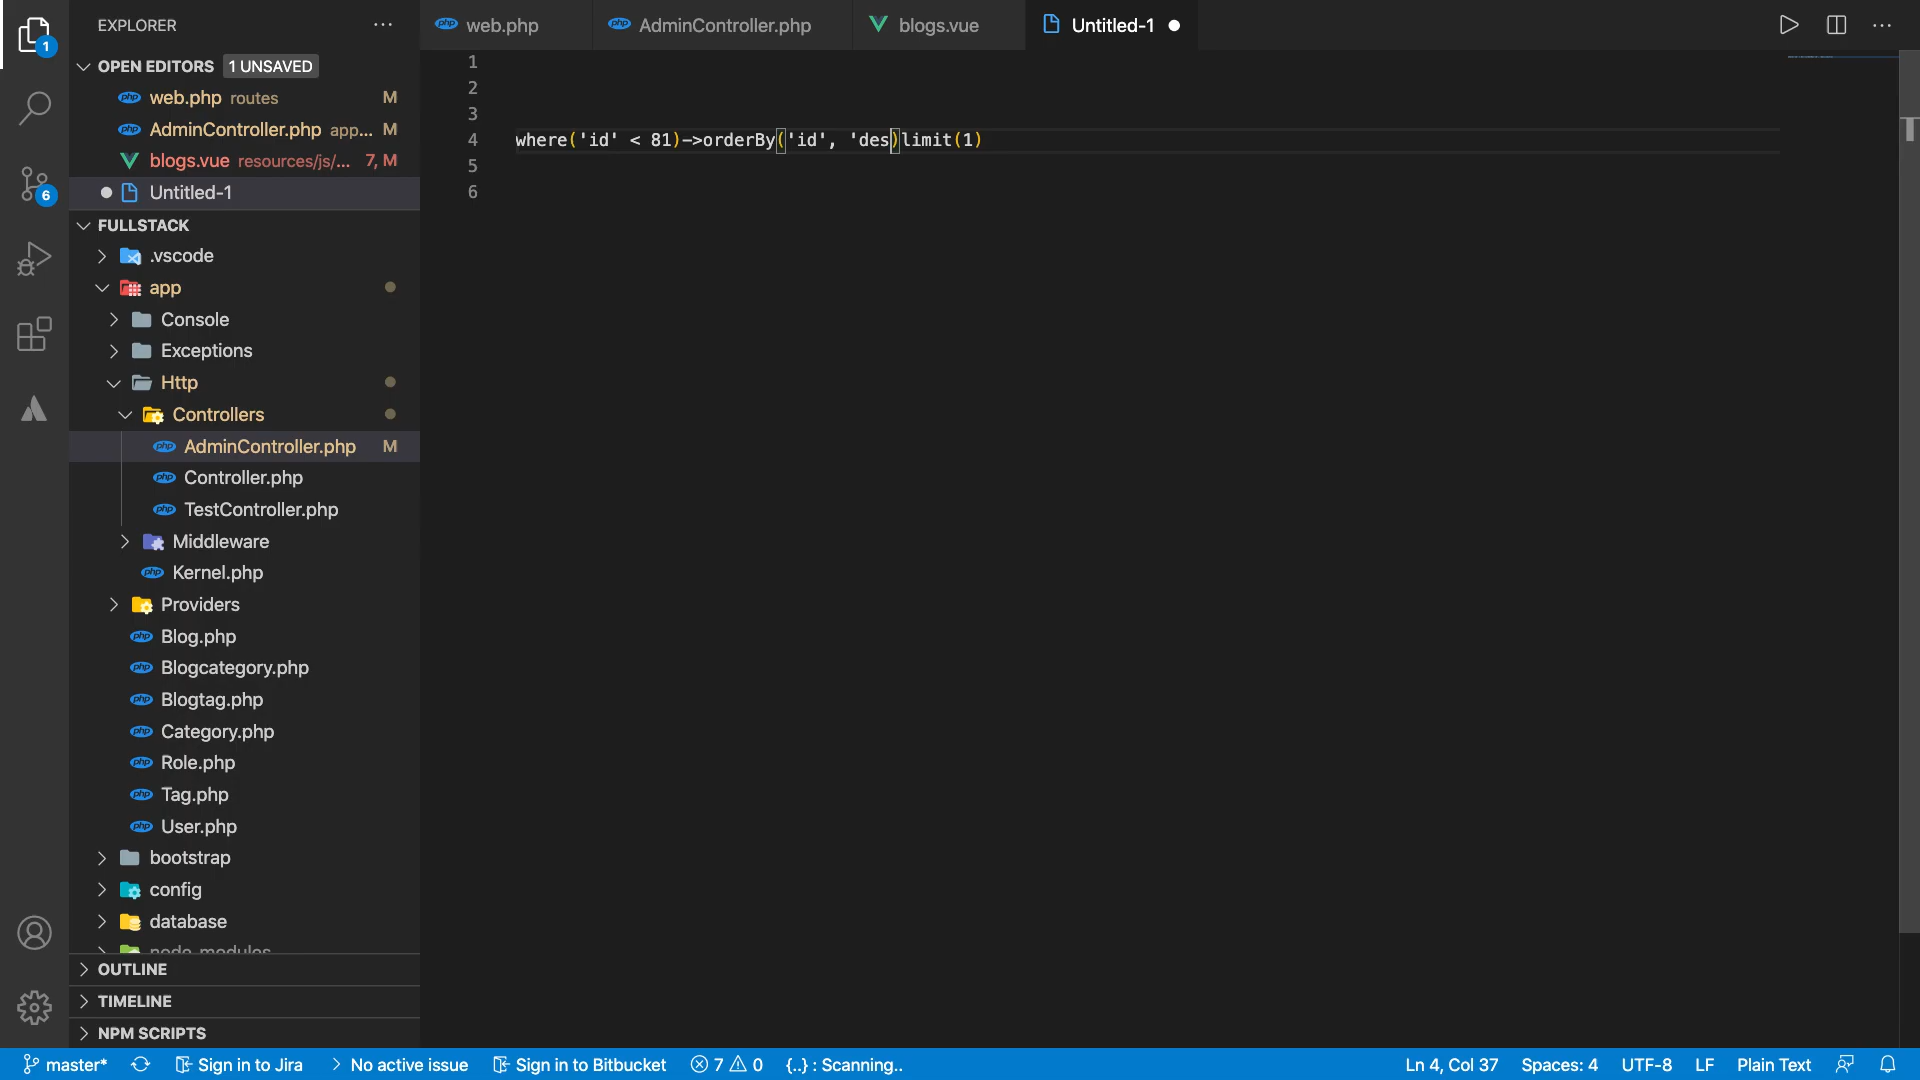 EXPLORER
OPEN EDITORS 1 UNSAVED
web.php routes M
AdminController.php app... M
blogs.vue resources/js/... 7, M
Untitled-1
FULLSTACK
.vscode
app
Console
Exceptions
Http
Controllers
AdminController.php M
Controller.php
TestController.php
Middleware
Kernel.php
Providers
Blog.php
Blogcategory.php
Blogtag.php
Category.php
Role.php
Tag.php
User.php
bootstrap
config
database
node_modules
OUTLINE
TIMELINE
NPM SCRIPTS
1
6
web.php AdminController.php blogs.vue Untitled-1
1
2
3
4 where('id' < 81)->orderBy('id', 'des)limit(1)
5
6
master* Sign in to Jira No active issue Sign in to Bitbucket 7 0 {..} : Scanning.. Ln 4, Col 37 Spaces: 4 UTF-8 LF Plain Text